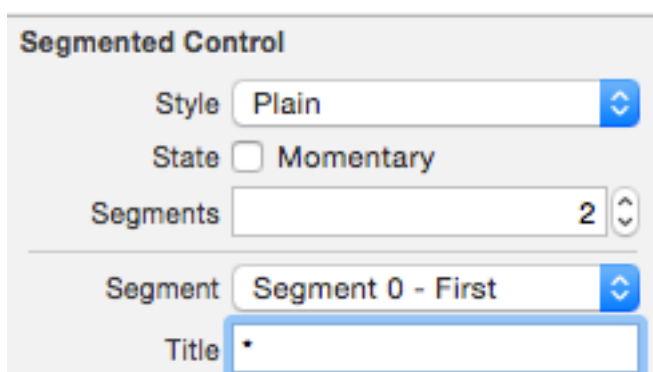 Segmented Control
Style Plain
State Momentary
Segments 2
Segment Segment 0 - First
Title *